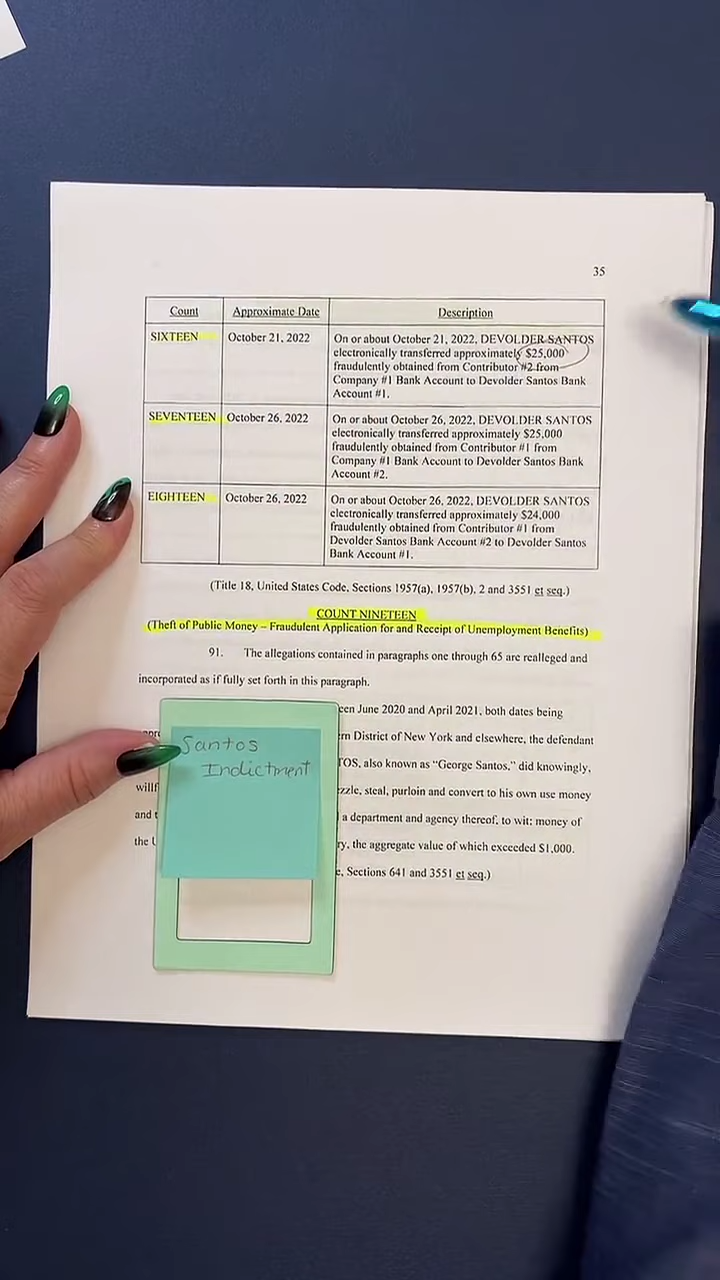 35
Count Approximate Date Description
SIXTEEN October 21, 2022 On or about October 21, 2022, DEVOLDER SANTOS
electronically transferred approximately $25,000
fraudulently obtained from Contributor #2 from
Company #1 Bank Account to Devolder Santos Bank
Account #1.
SEVENTEEN October 26, 2022 On or about October 26, 2022, DEVOLDER SANTOS
electronically transferred approximately $25,000
fraudulently obtained from Contributor #1 from
Company #1 Bank Account to Devolder Santos Bank
Account #2.
EIGHTEEN October 26, 2022 On or about October 26, 2022, DEVOLDER SANTOS
electronically transferred approximately $24,000
fraudulently obtained from Contributor #1 from
Devolder Santos Bank Account #2 to Devolder Santos
Bank Account #1.
(Title 18, United States Code, Sections 1957(a), 1957(b), 2 and 3551 et seq.)
COUNT NINETEEN
(Theft of Public Money – Fraudulent Application for and Receipt of Unemployment Benefits)
91. The allegations contained in paragraphs one through 65 are realleged and
incorporated as if fully set forth in this paragraph.
June 2020 and April 2021, both dates being
District of New York and elsewhere, the defendant
also known as “George Santos,” did knowingly,
steal, purloin and convert to his own use money
and a department and agency thereof, to wit: money of
the the aggregate value of which exceeded $1,000.
Sections 641 and 3551 et seq.)
Santos
Indictment